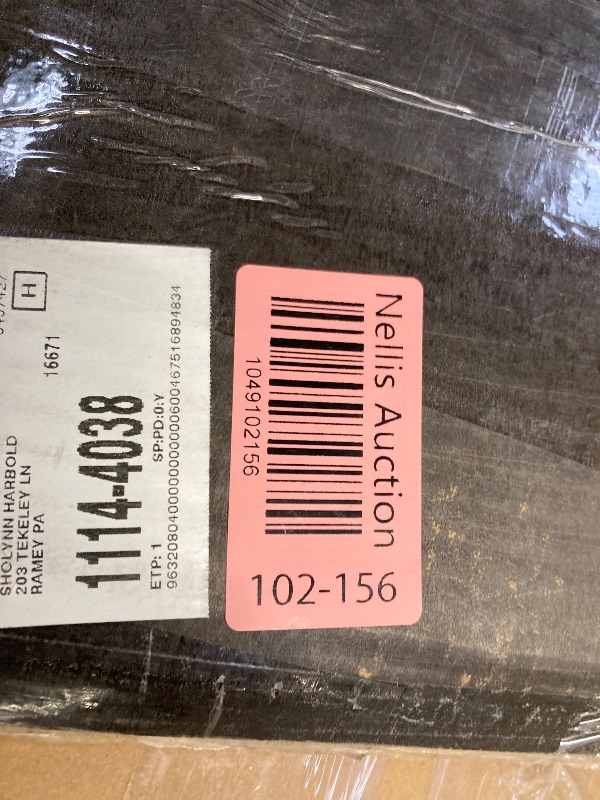 H
SHOLYNN HARBOLD
203 TEKELEY LN
RAMEY PA
16671
1114-4038
ETP: 1 SP:PD:0:Y
Nellis Auction
1049102156
102-156